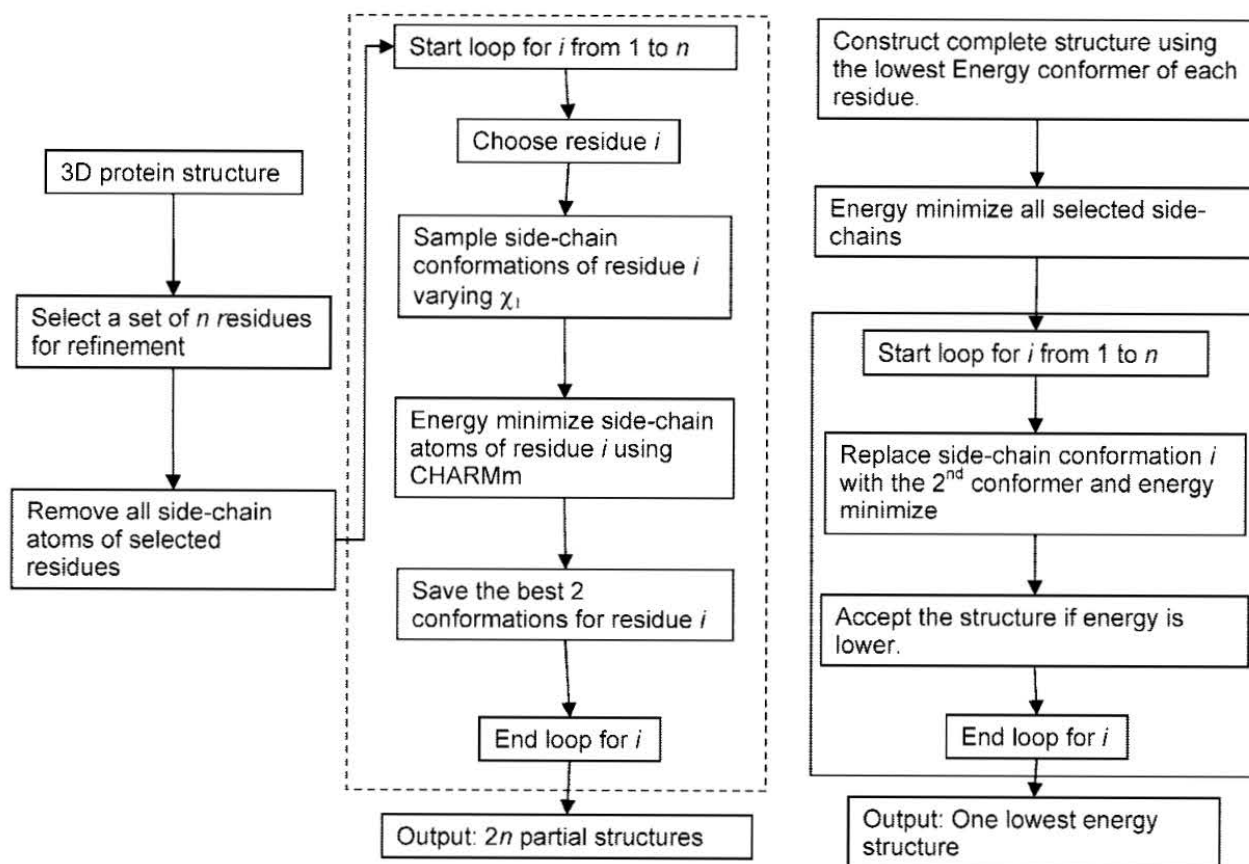 3D protein structure
Select a set of n residues
for refinement
Remove all side-chain
atoms of selected
residues
Start loop for i from 1 to n
Choose residue i
Sample side-chain
conformations of residue i
varying χ₁
Energy minimize side-chain
atoms of residue i using
CHARMm
Save the best 2
conformations for residue i
End loop for i
Output: 2n partial structures
Construct complete structure using
the lowest Energy conformer of each
residue.
Energy minimize all selected side-
chains
Start loop for i from 1 to n
Replace side-chain conformation i
with the 2nd conformer and energy
minimize
Accept the structure if energy is
lower.
End loop for i
Output: One lowest energy
structure